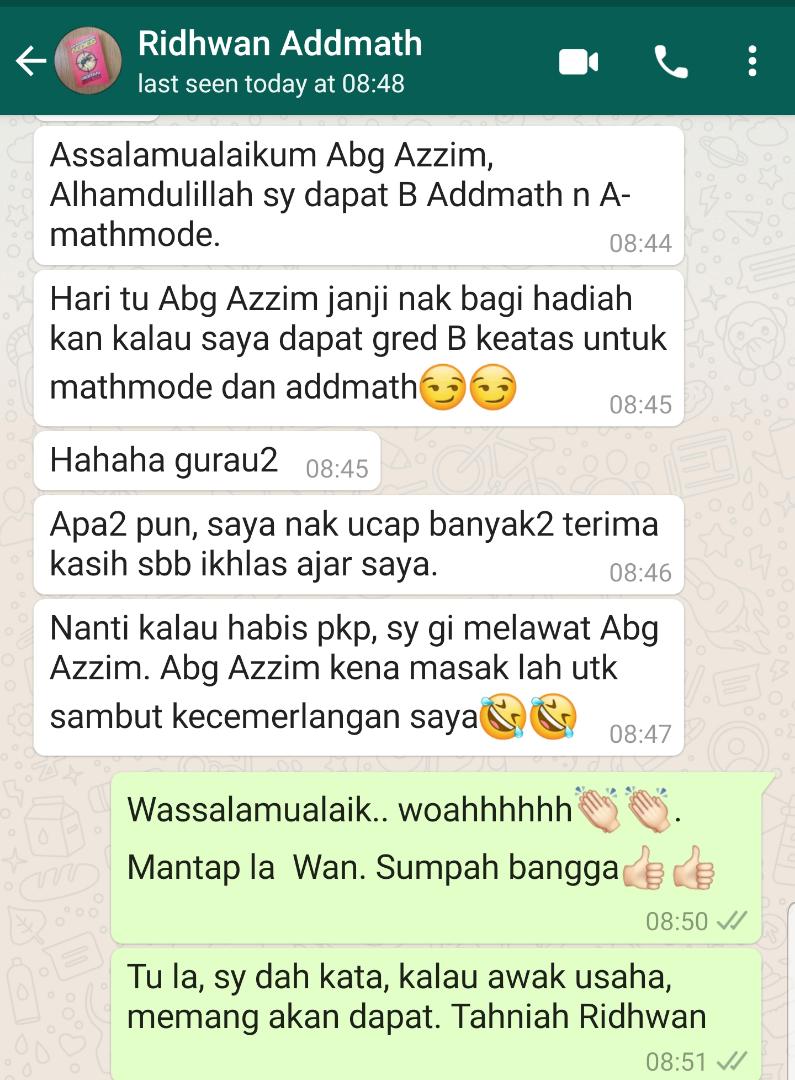 Ridhwan Addmath
last seen today at 08:48
Assalamualaikum Abg Azzim,
Alhamdulillah sy dapat B Addmath n A-
mathmode.
08:44
Hari tu Abg Azzim janji nak bagi hadiah
kan kalau saya dapat gred B keatas untuk
mathmode dan addmath😏😏
08:45
Hahaha gurau2 08:45
Apa2 pun, saya nak ucap banyak2 terima
kasih sbb ikhlas ajar saya.
08:46
Nanti kalau habis pkp, sy gi melawat Abg
Azzim. Abg Azzim kena masak lah utk
sambut kecemerlangan saya🤣🤣
08:47
Wassalamualaik.. woahhhhhh👏🏻👏🏻.
Mantap la  Wan. Sumpah bangga👍🏻👍🏻
08:50
Tu la, sy dah kata, kalau awak usaha,
memang akan dapat. Tahniah Ridhwan
08:51